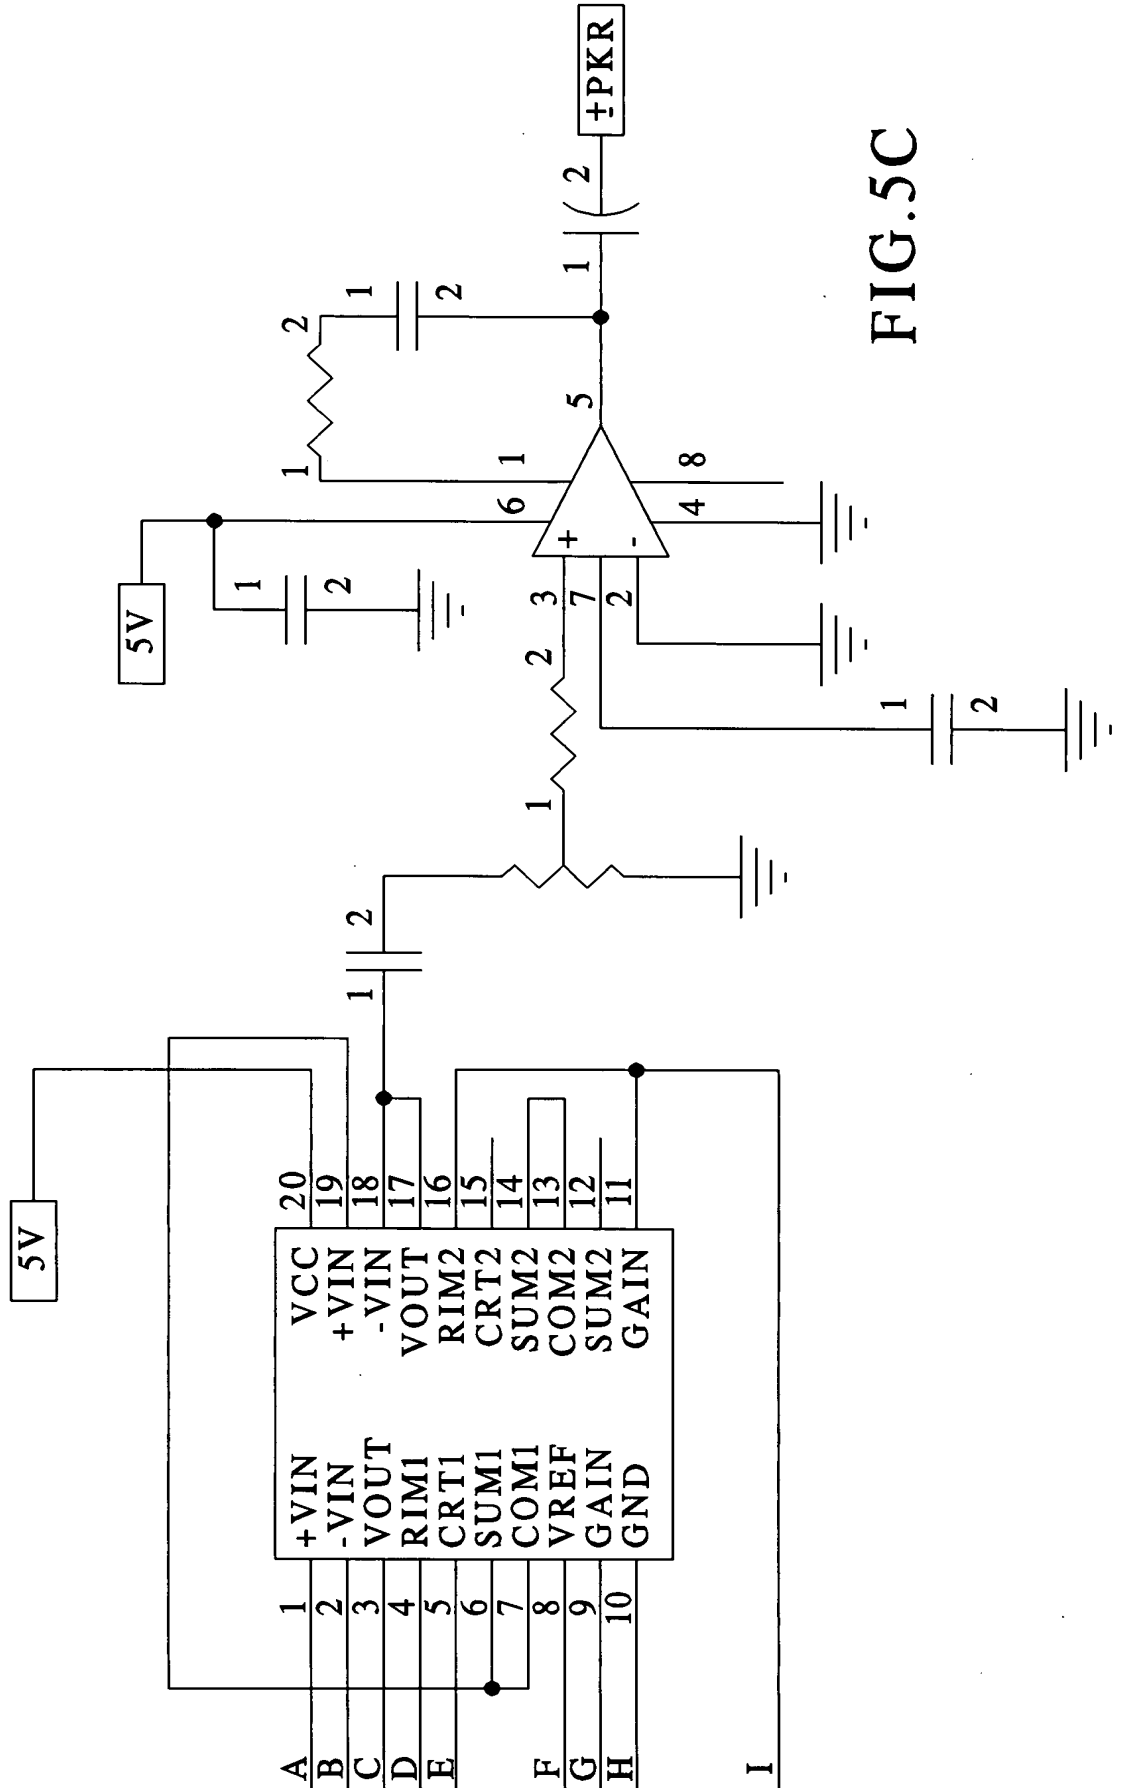 5V
5V
1
2
1
2
1
2
6
1
3
7
2
+
-
5
4
8
1
2
±PKR
1
2
1
2
1
2
A
B
C
D
E
F
G
H
I
1 +VIN VCC 20
2 -VIN +VIN 19
3 VOUT -VIN 18
4 RIM1 VOUT 17
5 CRT1 RIM2 16
6 SUM1 CRT2 15
7 COM1 SUM2 14
8 VREF COM2 13
9 GAIN SUM2 12
10 GND GAIN 11
FIG.5C